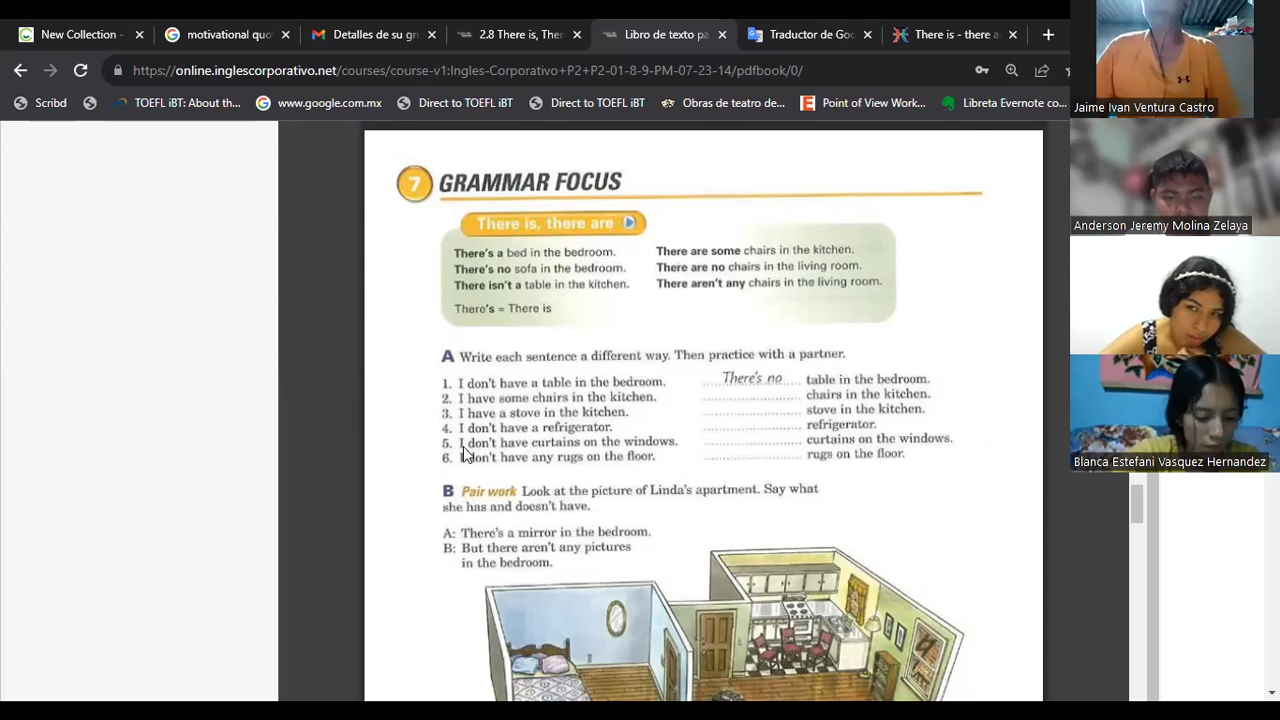 New Collection -
motivational quo
Detalles de su gr
2.8 There is, Ther
Libro de texto pa
Traductor de Goo
There is - there a
https://online.inglescorporativo.net/courses/course-v1:Ingles-Corporativo+P2+P2-01-8-9-PM-07-23-14/pdfbook/0/
Scribd
TOEFL iBT: About th...
www.google.com.mx
Direct to TOEFL iBT
Direct to TOEFL iBT
Obras de teatro de...
Point of View Work...
Libreta Evernote co...
7 GRAMMAR FOCUS
There is, there are
There's a bed in the bedroom.
There's no sofa in the bedroom.
There isn't a table in the kitchen.
There's = There is
There are some chairs in the kitchen.
There are no chairs in the living room.
There aren't any chairs in the living room.
A Write each sentence a different way. Then practice with a partner.
1. I don't have a table in the bedroom. There's no table in the bedroom.
2. I have some chairs in the kitchen. .................... chairs in the kitchen.
3. I have a stove in the kitchen. .................... stove in the kitchen.
4. I don't have a refrigerator. .................... refrigerator.
5. I don't have curtains on the windows. .................... curtains on the windows.
6. I don't have any rugs on the floor. .................... rugs on the floor.
B Pair work Look at the picture of Linda's apartment. Say what
she has and doesn't have.
A: There's a mirror in the bedroom.
B: But there aren't any pictures
in the bedroom.
Jaime Ivan Ventura Castro
Anderson Jeremy Molina Zelaya
Blanca Estefani Vasquez Hernandez